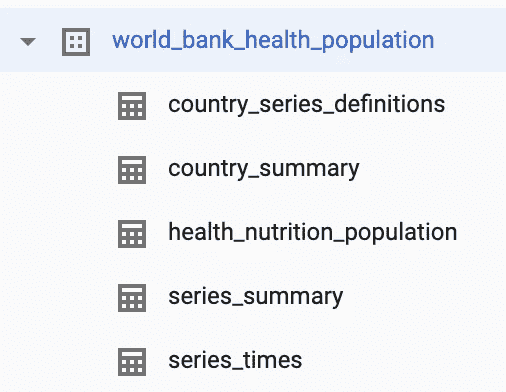 world_bank_health_population
country_series_definitions
country_summary
health_nutrition_population
series_summary
series_times